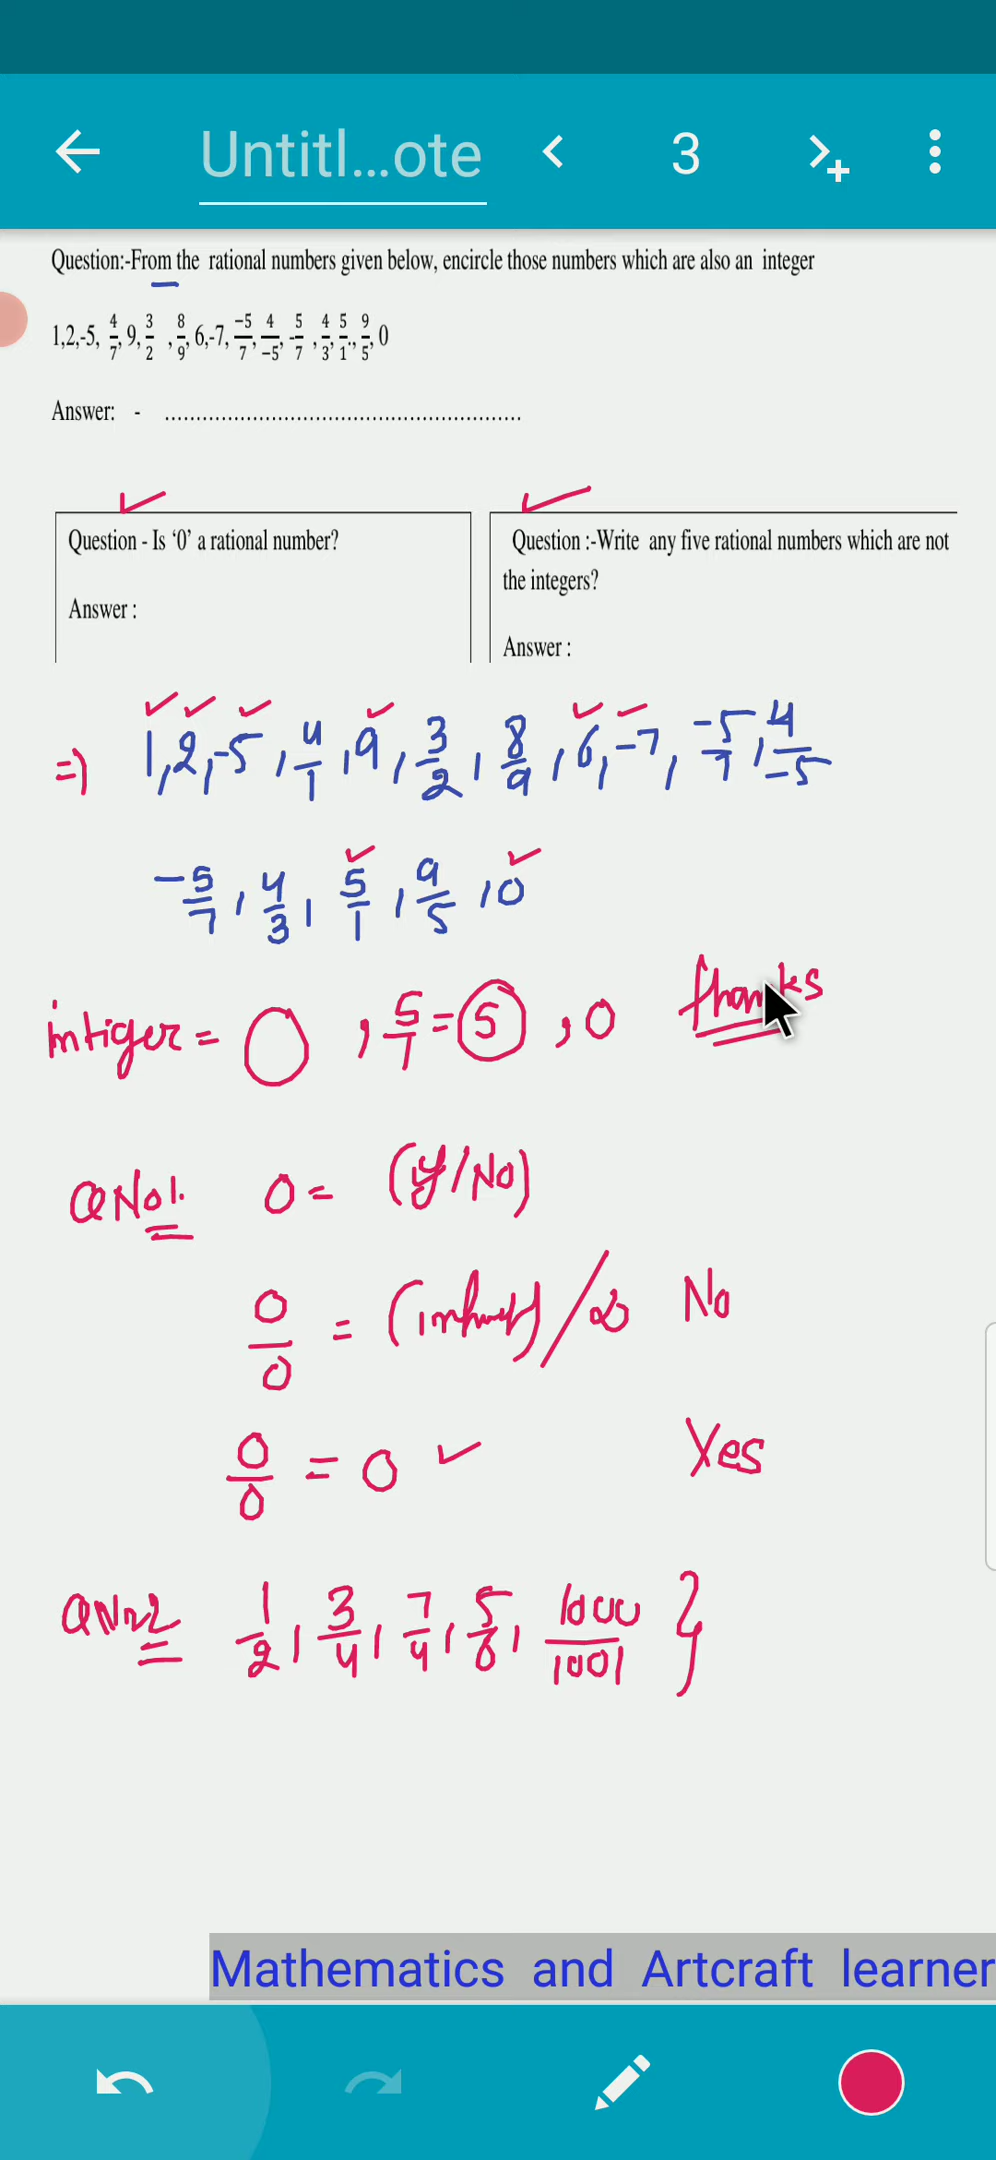 Untitl...ote
3
Question:-From the rational numbers given below, encircle those numbers which are also an integer
1,2,-5, 4/7, 9, 3/2 , 8/9, 6,-7, -5/7, 4/-5, -5/7 , 4/3, 5/1., 9/5, 0
Answer: - ........................................................
Question - Is ‘0’ a rational number?
Answer :
Question :-Write any five rational numbers which are not
the integers?
Answer :
=> 1,2,-5, 4/1, 9, 3/2, 8/9, 6,-7, -5/7, 4/-5
-5/7, 4/3, 5/1, 9/5, 0
intiger = , 5/1 = 5 , 0 thanks
QNo1. 0 = (Y/No)
0/0 = / ∞ No
0/0 = 0 ✓ Yes
QNo2 1/2, 3/4, 7/4, 5/6, 1000/1001 }
Mathematics and Artcraft learner